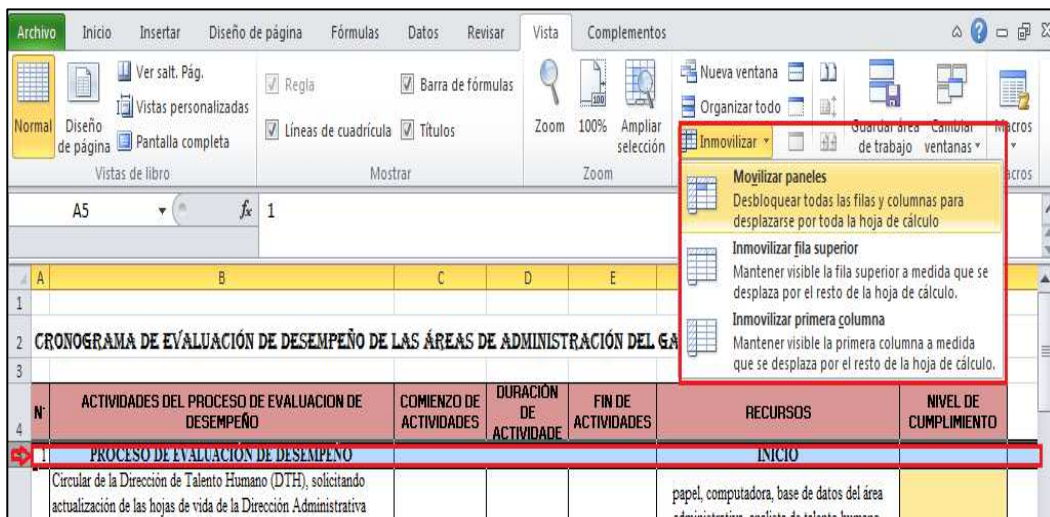 Archivo Inicio Insertar Diseño de página Fórmulas Datos Revisar Vista Complementos
Normal
Diseño de página
Ver salt. Pág.
Vistas personalizadas
Pantalla completa
Vistas de libro
Regla
Barra de fórmulas
Líneas de cuadrícula
Títulos
Mostrar
Zoom
100%
Ampliar selección
Zoom
Nueva ventana
Organizar todo
Inmovilizar
Guardar área de trabajo
Cambiar ventanas
Macros
Movilizar paneles
Desbloquear todas las filas y columnas para
desplazarse por toda la hoja de cálculo
Inmovilizar fila superior
Mantener visible la fila superior a medida que se
desplaza por el resto de la hoja de cálculo.
Inmovilizar primera columna
Mantener visible la primera columna a medida
que se desplaza por el resto de la hoja de cálculo.
A5 fx 1
A B C D E
1
2 CRONOGRAMA DE EVALUACIÓN DE DESEMPEÑO DE LAS ÁREAS DE ADMINISTRACIÓN DEL GA
3
4 N° ACTIVIDADES DEL PROCESO DE EVALUACION DE DESEMPEÑO COMIENZO DE ACTIVIDADES DURACIÓN DE ACTIVIDADE FIN DE ACTIVIDADES RECURSOS NIVEL DE CUMPLIMIENTO
1 PROCESO DE EVALUACIÓN DE DESEMPEÑO INICIO
Circular de la Dirección de Talento Humano (DTH), solicitando
actualización de las hojas de vida de la Dirección Administrativa
papel, computadora, base de datos del área
administrativa, analista de talento humano